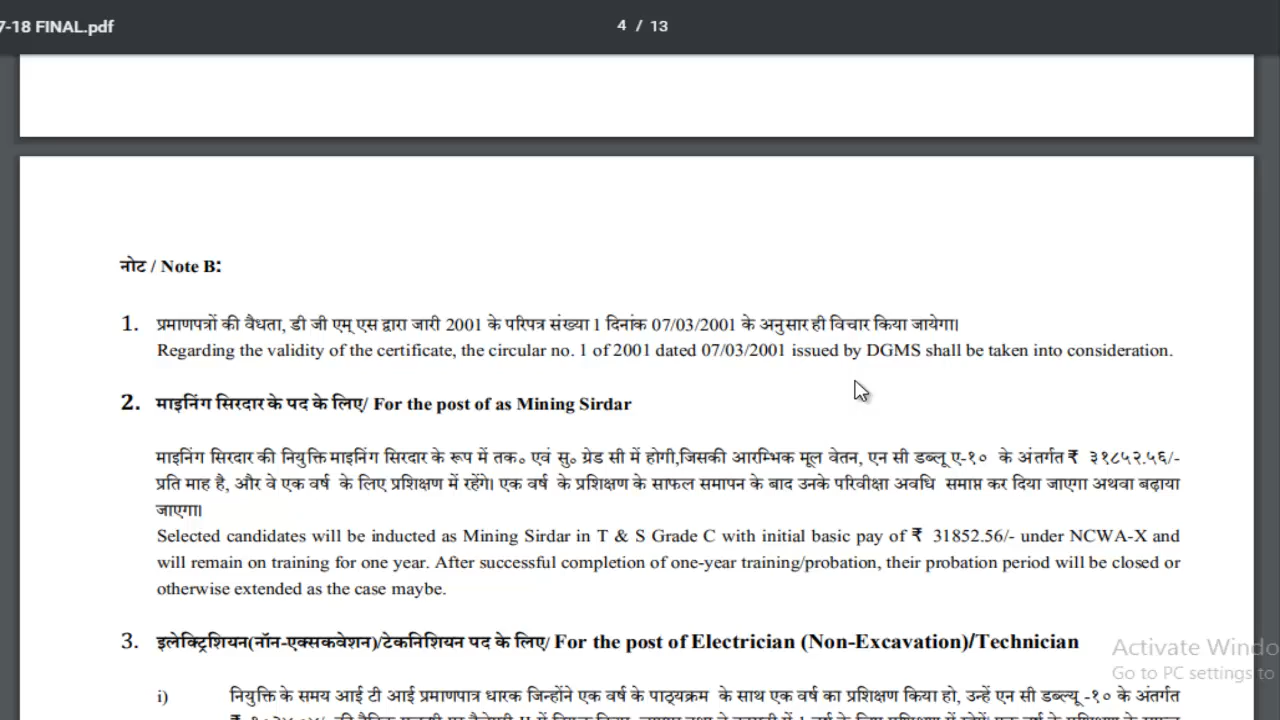 7-18 FINAL.pdf
4 / 13
नोट / Note B:
1. प्रमाणपत्रों की वैधता, डी जी एम् एस द्वारा जारी 2001 के परिपत्र संख्या 1 दिनांक 07/03/2001 के अनुसार ही विचार किया जायेगा।
Regarding the validity of the certificate, the circular no. 1 of 2001 dated 07/03/2001 issued by DGMS shall be taken into consideration.
2. माइनिंग सिरदार के पद के लिए/ For the post of as Mining Sirdar
माइनिंग सिरदार की नियुक्ति माइनिंग सिरदार के रूप में तक॰ एवं सु॰ ग्रेड सी में होगी,जिसकी आरम्भिक मूल वेतन, एन सी डब्लू ए-१० के अंतर्गत ₹ ३१८५२.५६/-
प्रति माह है, और वे एक वर्ष के लिए प्रशिक्षण में रहेंगे। एक वर्ष के प्रशिक्षण के साफल समापन के बाद उनके परिवीक्षा अवधि समाप्त कर दिया जाएगा अथवा बढ़ाया
जाएगा।
Selected candidates will be inducted as Mining Sirdar in T & S Grade C with initial basic pay of ₹ 31852.56/- under NCWA-X and
will remain on training for one year. After successful completion of one-year training/probation, their probation period will be closed or
otherwise extended as the case maybe.
3. इलेक्ट्रिशियन(नॉन-एक्सकवेशन)/टेकनिशियन पद के लिए/ For the post of Electrician (Non-Excavation)/Technician
Activate Windo
Go to PC settings to
i) नियुक्ति के समय आई टी आई प्रमाणपात्र धारक जिन्होंने एक वर्ष के पाठ्यक्रम के साथ एक वर्ष का प्रशिक्षण किया हो, उन्हें एन सी डब्ल्यू -१० के अंतर्गत